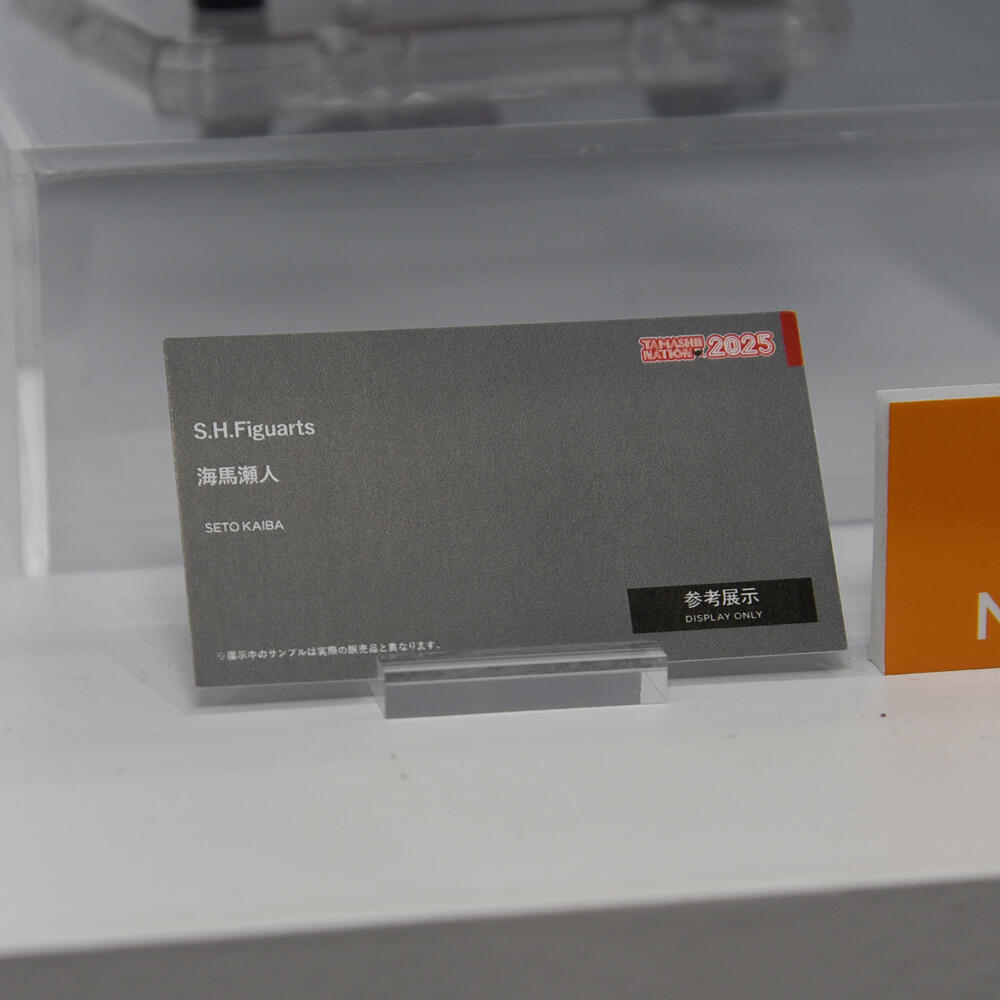 TAMASHII
NATION 2025
S.H.Figuarts
海馬瀬人
SETO KAIBA
参考展示
DISPLAY ONLY
※展示中のサンプルは実際の販売品と異なります。
N